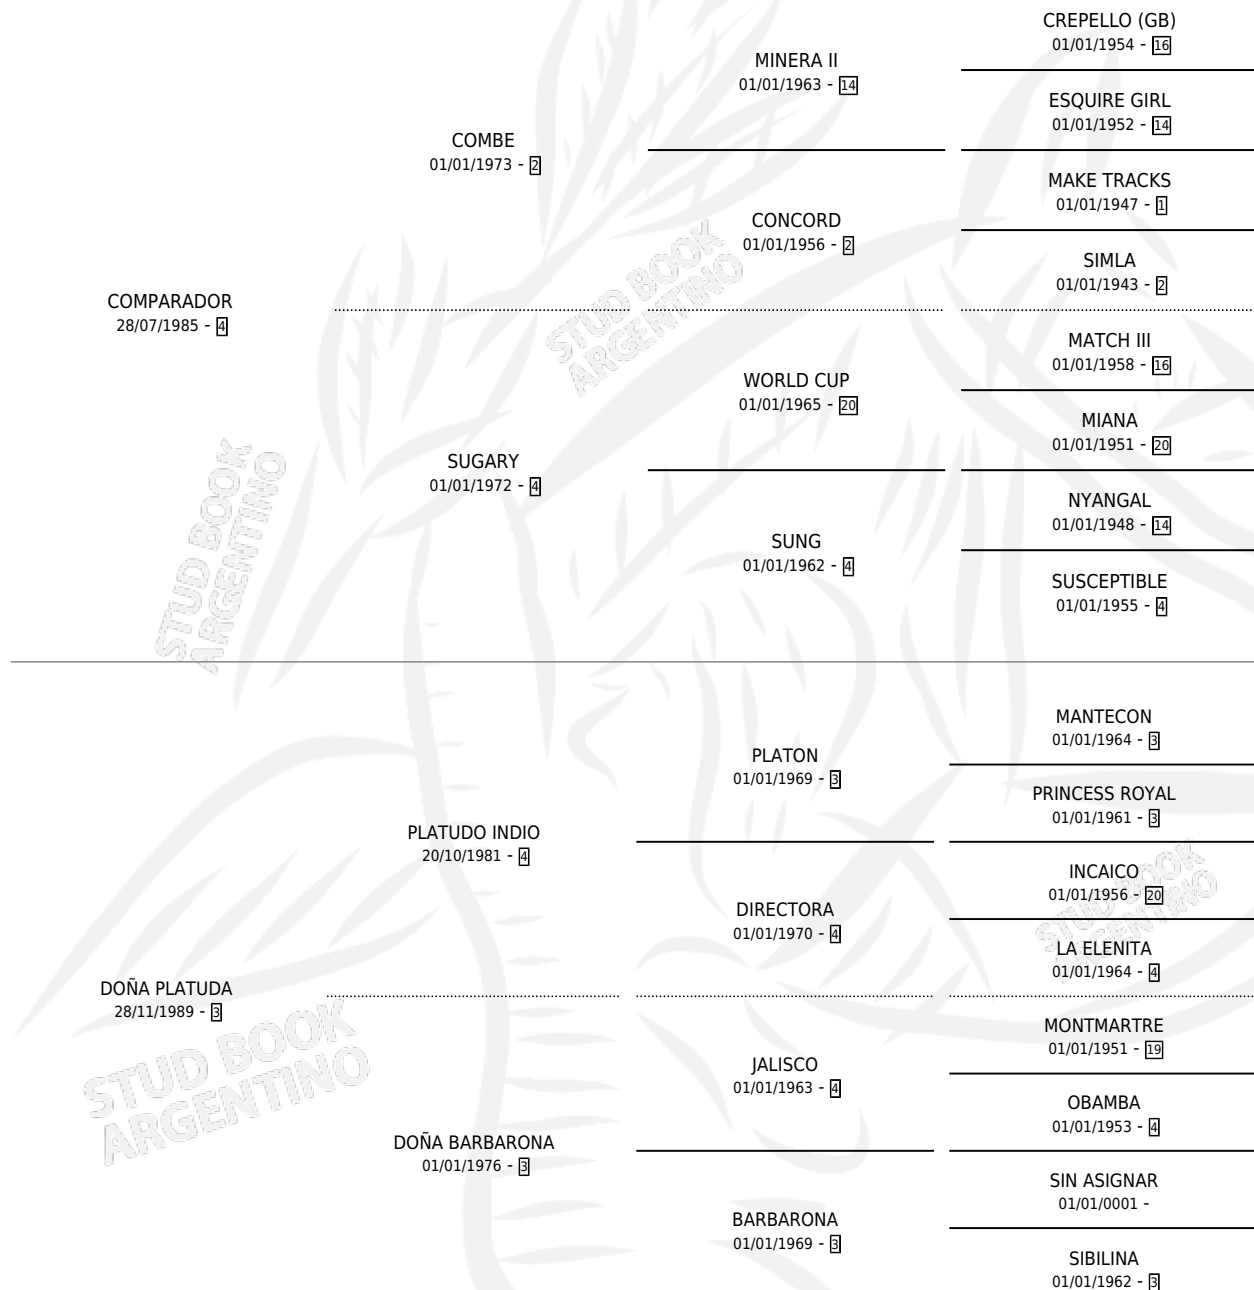 CREPELLO (GB)
01/01/1954 - 16
MINERA II
01/01/1963 - 14
ESQUIRE GIRL
01/01/1952 - 14
COMBE
01/01/1973 - 2
MAKE TRACKS
01/01/1947 - 1
CONCORD
01/01/1956 - 2
SIMLA
01/01/1943 - 2
COMPARADOR
28/07/1985 - 4
MATCH III
01/01/1958 - 16
WORLD CUP
01/01/1965 - 20
MIANA
01/01/1951 - 20
SUGARY
01/01/1972 - 4
NYANGAL
01/01/1948 - 14
SUNG
01/01/1962 - 4
SUSCEPTIBLE
01/01/1955 - 4
STUD BOOK
ARGENTINO
STUD BOOK
ARGENTINO
MANTECON
01/01/1964 - 3
PLATON
01/01/1969 - 3
PRINCESS ROYAL
01/01/1961 - 3
PLATUDO INDIO
20/10/1981 - 4
INCAICO
01/01/1956 - 20
DIRECTORA
01/01/1970 - 4
LA ELENITA
01/01/1964 - 4
STUD BOOK
ARGENTINO
DOÑA PLATUDA
28/11/1989 - 3
MONTMARTRE
01/01/1951 - 19
JALISCO
01/01/1963 - 4
OBAMBA
01/01/1953 - 4
DOÑA BARBARONA
01/01/1976 - 3
SIN ASIGNAR
01/01/0001 -
BARBARONA
01/01/1969 - 3
SIBILINA
01/01/1962 - 3
STUD BOOK
ARGENTINO